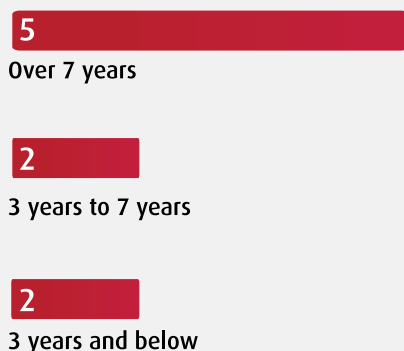 5
Over 7 years
2
3 years to 7 years
2
3 years and below